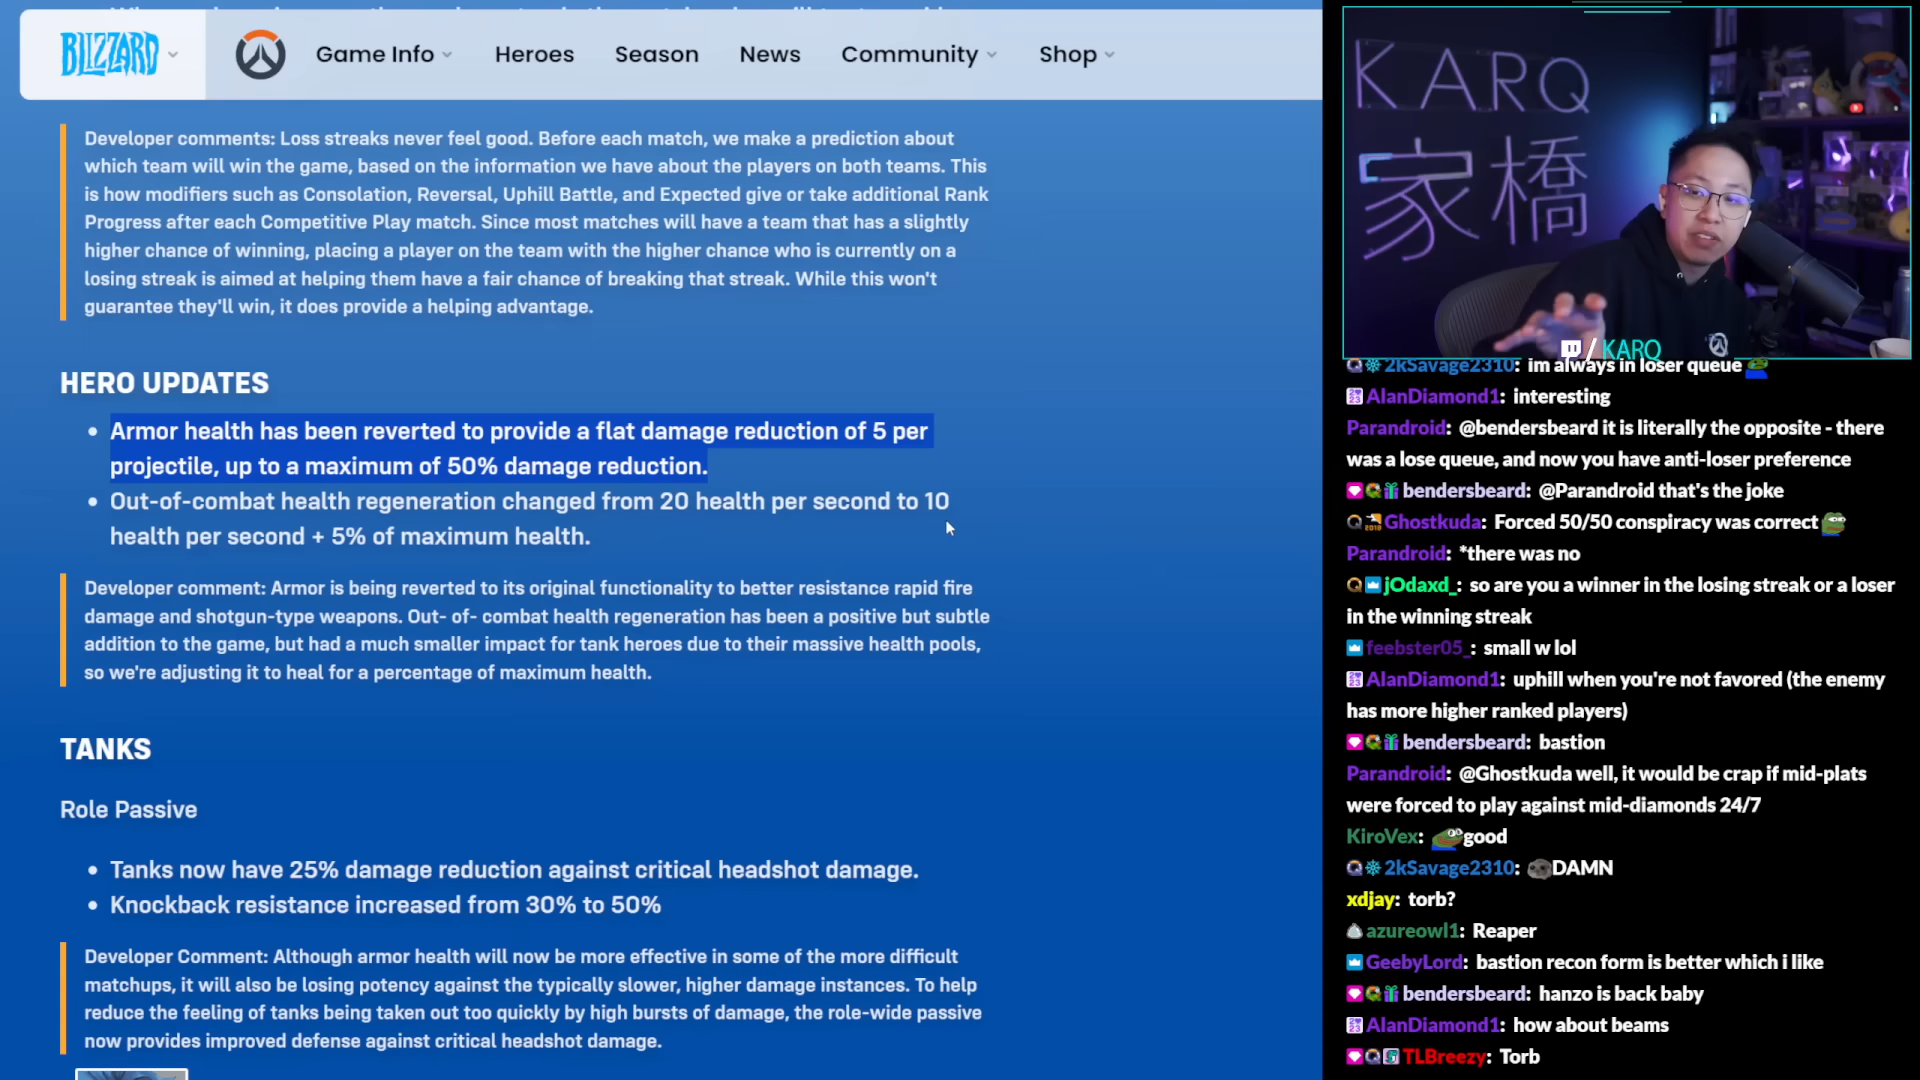 BLIZZARD
Game Info
Heroes
Season
News
Community
Shop
Developer comments: Loss streaks never feel good. Before each match, we make a prediction about
which team will win the game, based on the information we have about the players on both teams. This
is how modifiers such as Consolation, Reversal, Uphill Battle, and Expected give or take additional Rank
Progress after each Competitive Play match. Since most matches will have a team that has a slightly
higher chance of winning, placing a player on the team with the higher chance who is currently on a
losing streak is aimed at helping them have a fair chance of breaking that streak. While this won't
guarantee they'll win, it does provide a helping advantage.
HERO UPDATES
Armor health has been reverted to provide a flat damage reduction of 5 per
projectile, up to a maximum of 50% damage reduction.
Out-of-combat health regeneration changed from 20 health per second to 10
health per second + 5% of maximum health.
Developer comment: Armor is being reverted to its original functionality to better resistance rapid fire
damage and shotgun-type weapons. Out- of- combat health regeneration has been a positive but subtle
addition to the game, but had a much smaller impact for tank heroes due to their massive health pools,
so we're adjusting it to heal for a percentage of maximum health.
TANKS
Role Passive
Tanks now have 25% damage reduction against critical headshot damage.
Knockback resistance increased from 30% to 50%
Developer Comment: Although armor health will now be more effective in some of the more difficult
matchups, it will also be losing potency against the typically slower, higher damage instances. To help
reduce the feeling of tanks being taken out too quickly by high bursts of damage, the role-wide passive
now provides improved defense against critical headshot damage.
KARQ
家橋
/ KARQ
2kSavage2310: im always in loser queue
AlanDiamond1: interesting
Parandroid: @bendersbeard it is literally the opposite - there
was a lose queue, and now you have anti-loser preference
bendersbeard: @Parandroid that's the joke
Ghostkuda: Forced 50/50 conspiracy was correct
Parandroid: *there was no
jOdaxd_: so are you a winner in the losing streak or a loser
in the winning streak
feebster05_: small w lol
AlanDiamond1: uphill when you're not favored (the enemy
has more higher ranked players)
bendersbeard: bastion
Parandroid: @Ghostkuda well, it would be crap if mid-plats
were forced to play against mid-diamonds 24/7
KiroVex: good
2kSavage2310: DAMN
xdjay: torb?
azureowl1: Reaper
GeebyLord: bastion recon form is better which i like
bendersbeard: hanzo is back baby
AlanDiamond1: how about beams
TLBreezy: Torb